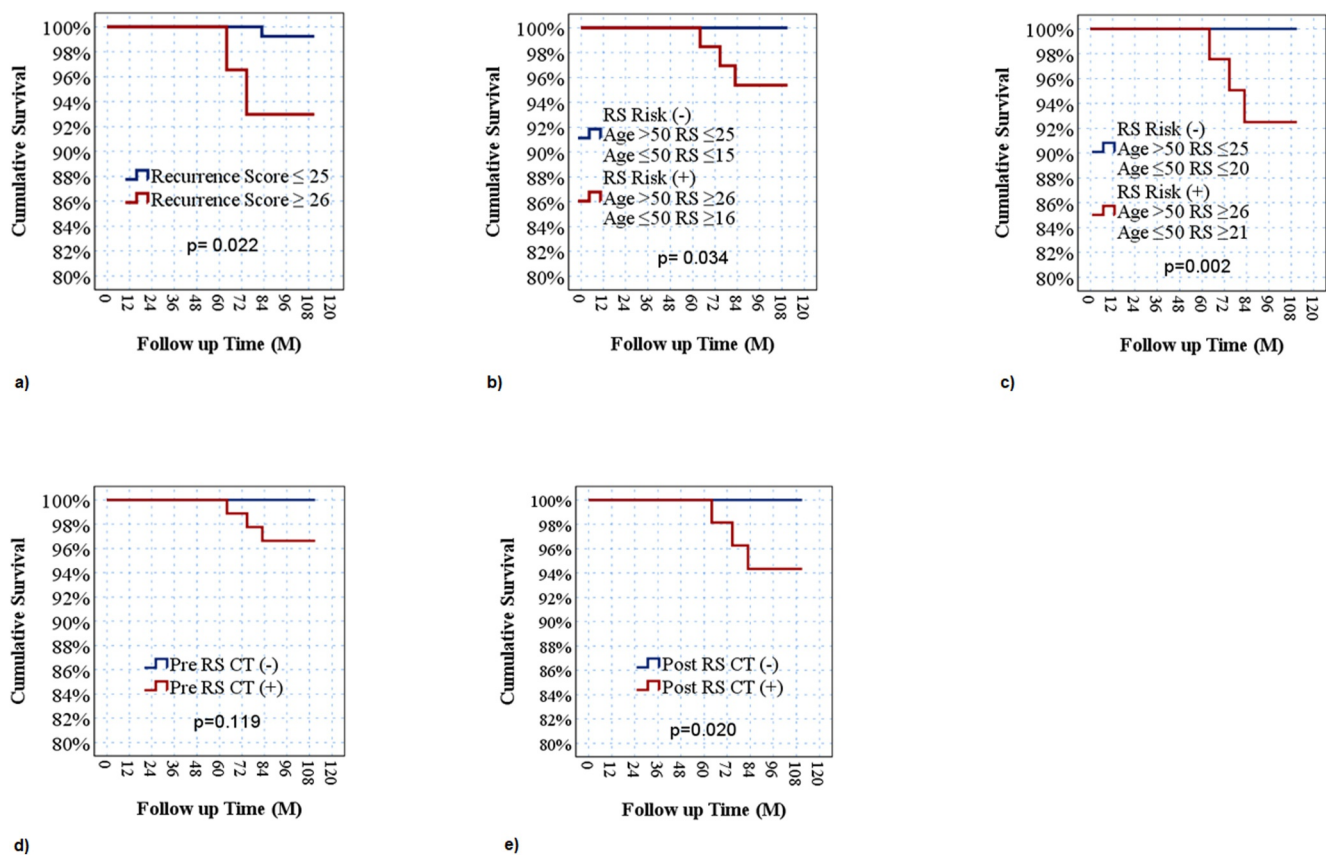 100%
98%
96%
94%
92%
90%
88%
86%
84%
82%
80%
Cumulative Survival
Recurrence Score ≤ 25
Recurrence Score ≥ 26
p= 0.022
0 12 24 36 48 60 72 84 96 108 120
Follow up Time (M)
a)
100%
98%
96%
94%
92%
90%
88%
86%
84%
82%
80%
Cumulative Survival
RS Risk (-)
Age >50 RS ≤25
Age ≤50 RS ≤15
RS Risk (+)
Age >50 RS ≥26
Age ≤50 RS ≥16
p= 0.034
0 12 24 36 48 60 72 84 96 108 120
Follow up Time (M)
b)
100%
98%
96%
94%
92%
90%
88%
86%
84%
82%
80%
Cumulative Survival
RS Risk (-)
Age >50 RS ≤25
Age ≤50 RS ≤20
RS Risk (+)
Age >50 RS ≥26
Age ≤50 RS ≥21
p=0.002
0 12 24 36 48 60 72 84 96 108 120
Follow up Time (M)
c)
100%
98%
96%
94%
92%
90%
88%
86%
84%
82%
80%
Cumulative Survival
Pre RS CT (-)
Pre RS CT (+)
p=0.119
0 12 24 36 48 60 72 84 96 108 120
Follow up Time (M)
d)
100%
98%
96%
94%
92%
90%
88%
86%
84%
82%
80%
Cumulative Survival
Post RS CT (-)
Post RS CT (+)
p=0.020
0 12 24 36 48 60 72 84 96 108 120
Follow up Time (M)
e)